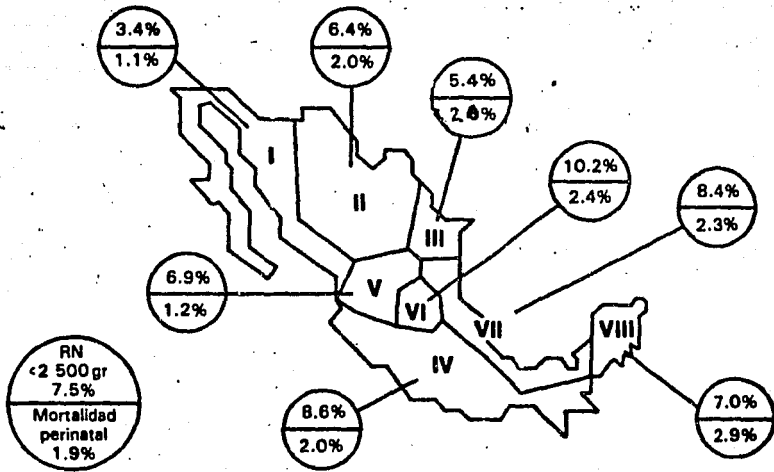 3.4%
1.1%
6.4%
2.0%
5.4%
10.2%
2.4%
8.4%
2.3%
I
II
III
6.9%
1.2%
V
VI
VII
VIII
IV
RN
<2 500 gr
7.5%
Mortalidad
perinatal
1.9%
8.6%
2.0%
7.0%
2.9%